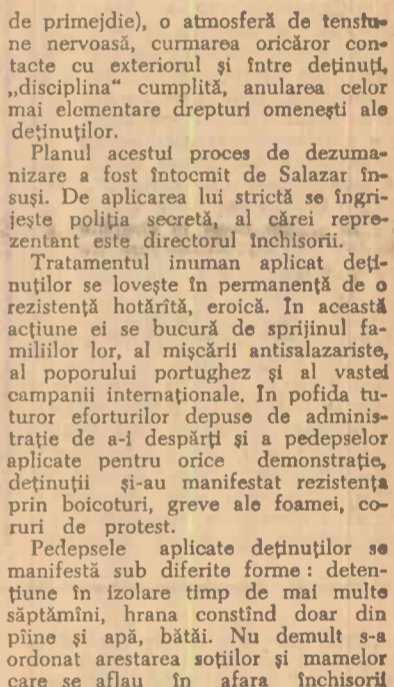 de primejdie), o atmosferă de tensiu-
ne nervoasă, curmarea oricăror con-
tacte cu exteriorul și între deținuți,
„disciplina“ cumplită, anularea celor
mai elementare drepturi omenești ale
deținuților.
Planul acestui proces de dezuma-
nizare a fost întocmit de Salazar în-
suși. De aplicarea lui strictă se îngri-
jește poliția secretă, al cărei repre-
zentant este directorul închisorii.
Tratamentul inuman aplicat deți-
nuților se lovește în permanență de o
rezistență hotărîtă, eroică. In această
acțiune ei se bucură de sprijinul fa-
miliilor lor, al mișcării antisalazariste,
al poporului portughez și al vastei
campanii internaționale. In pofida tu-
turor eforturilor depuse de adminis-
trație de a-i despărți și a pedepselor
aplicate pentru orice demonstrație,
deținuții și-au manifestat rezistența
prin boicoturi, greve ale foamei, co-
ruri de protest.
Pedepsele aplicate deținuților se
manifestă sub diferite forme : deten-
țiune în izolare timp de mai multe
săptămîni, hrana constînd doar din
pîine și apă, bătăi. Nu demult s-a
ordonat arestarea soțiilor și mamelor
care se aflau în afara închisorii